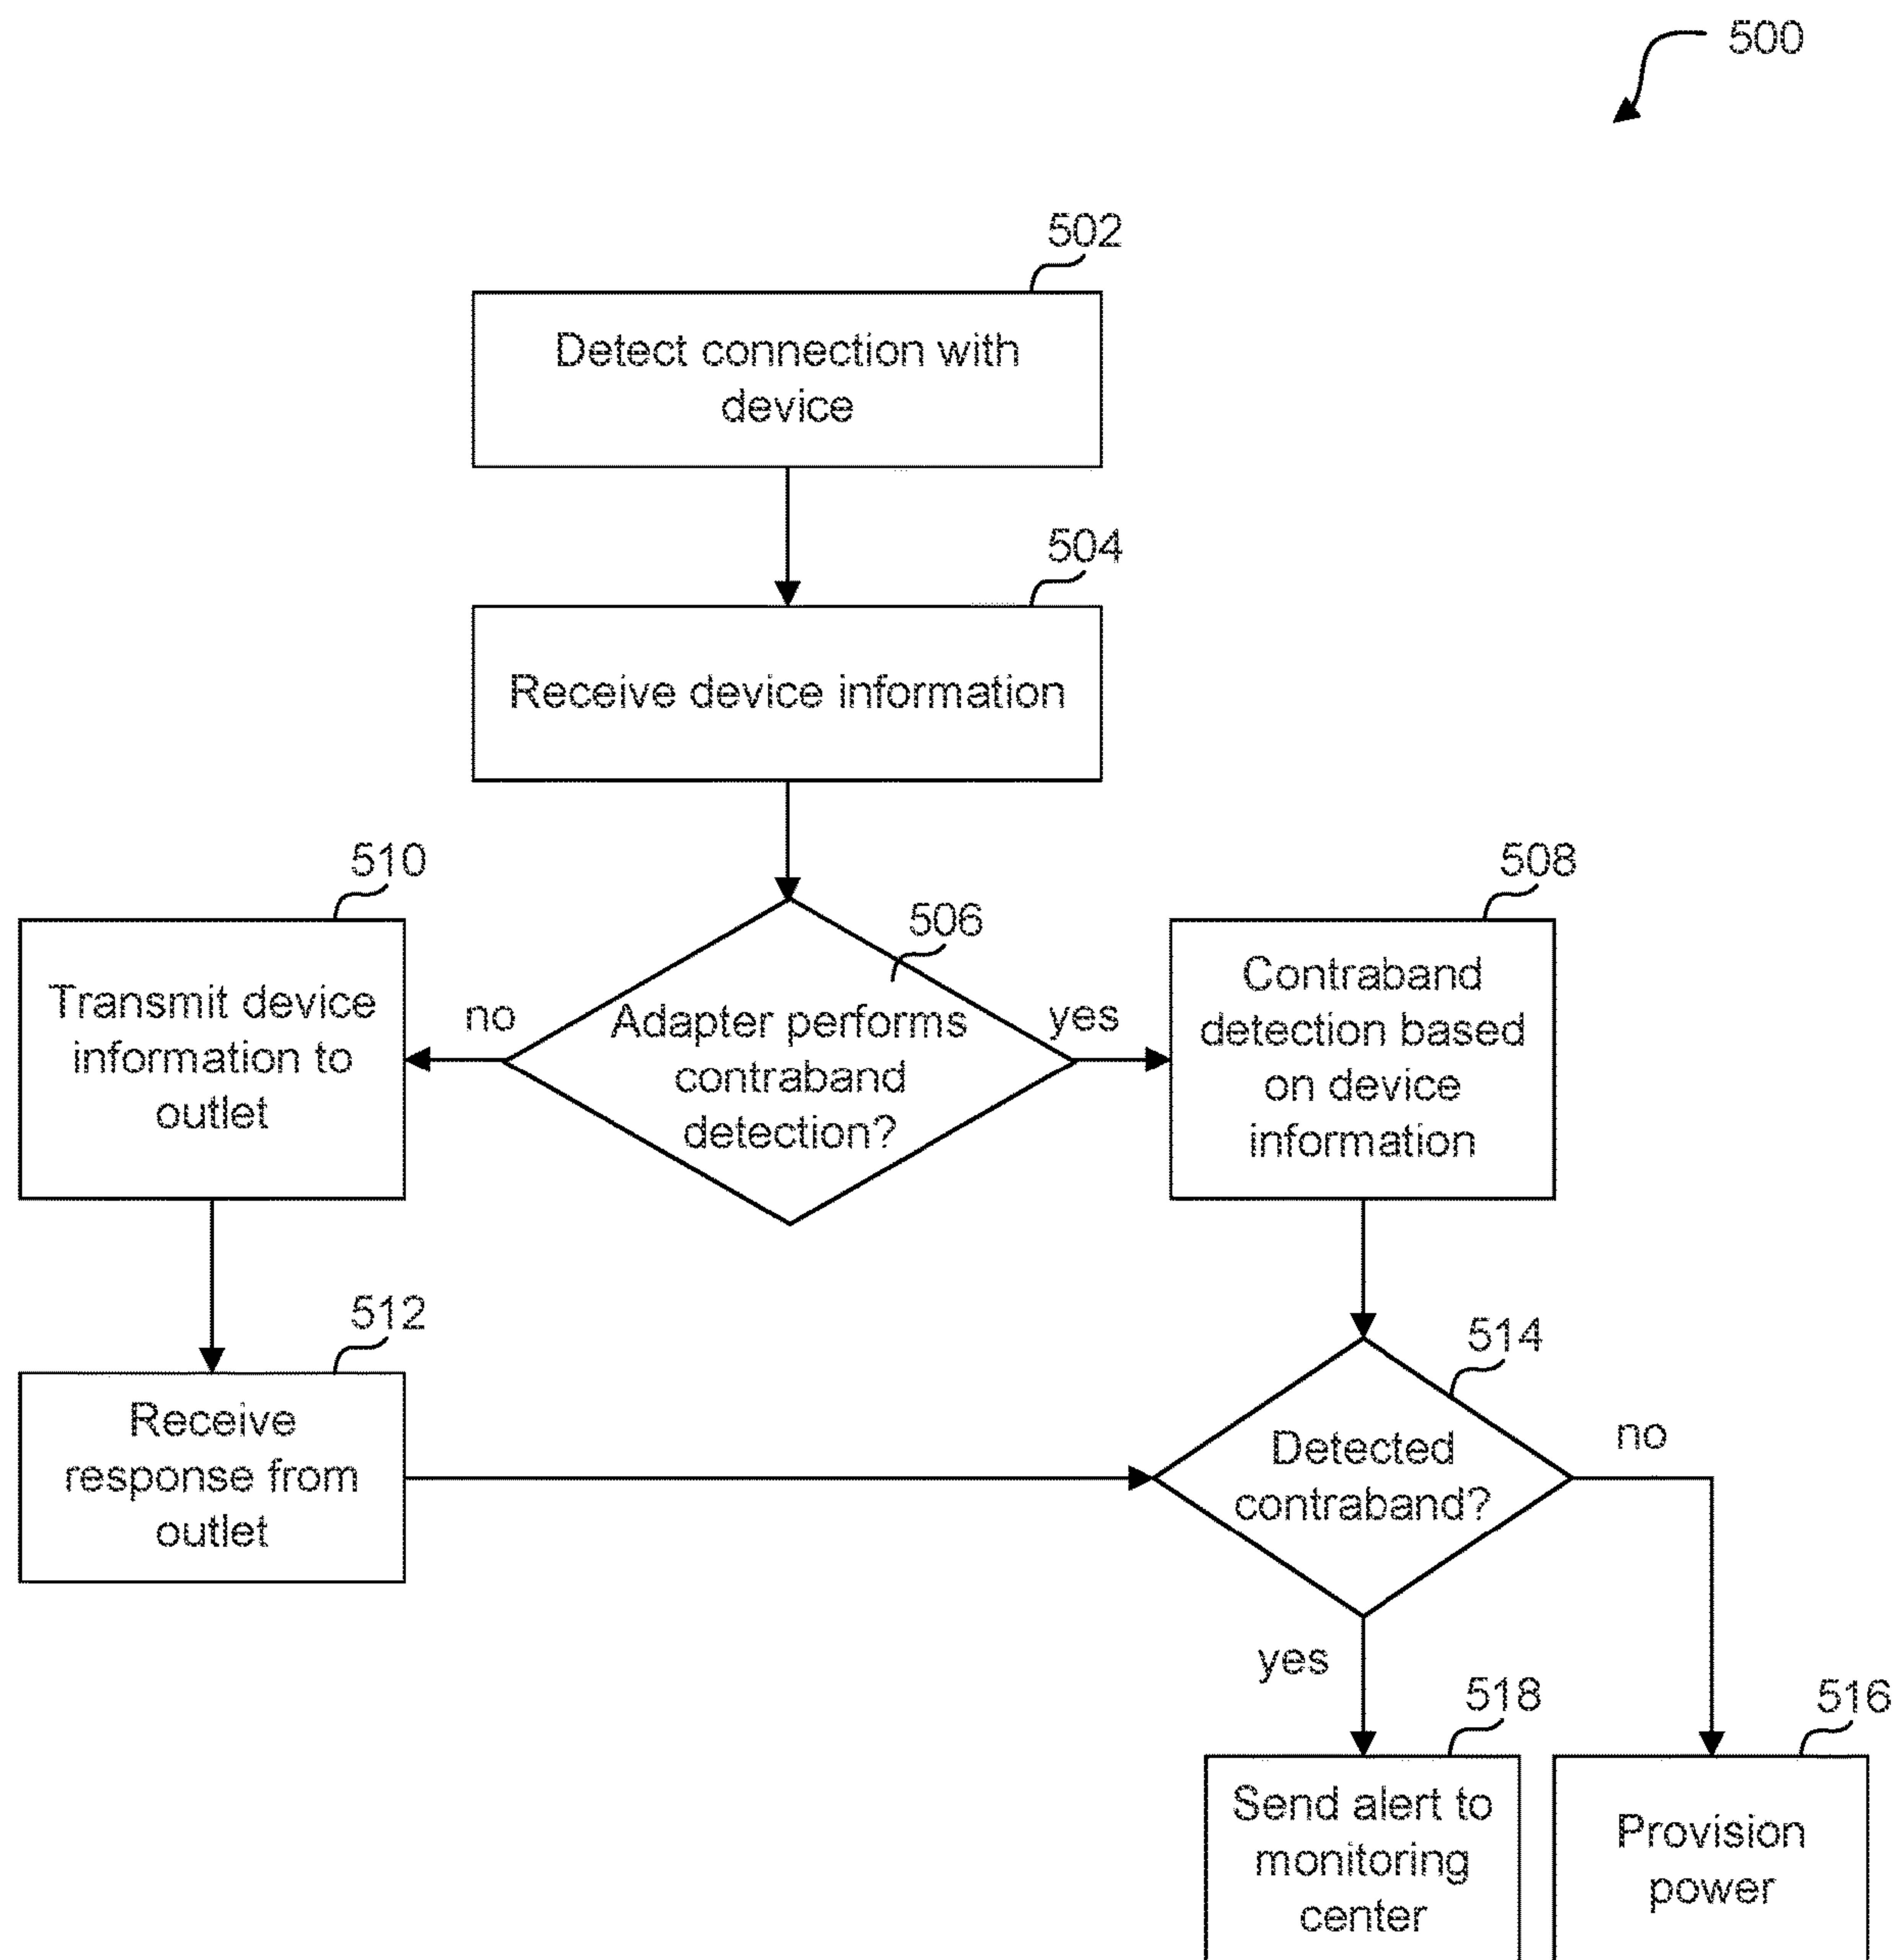 500
502
Detect connection with
device
504
Receive device information
510
Transmit device
information to
outlet
no
506
Adapter performs
contraband
detection?
yes
508
Contraband
detection based
on device
information
512
Receive
response from
outlet
514
Detected
contraband?
no
yes
518
Send alert to
monitoring
center
516
Provision
power